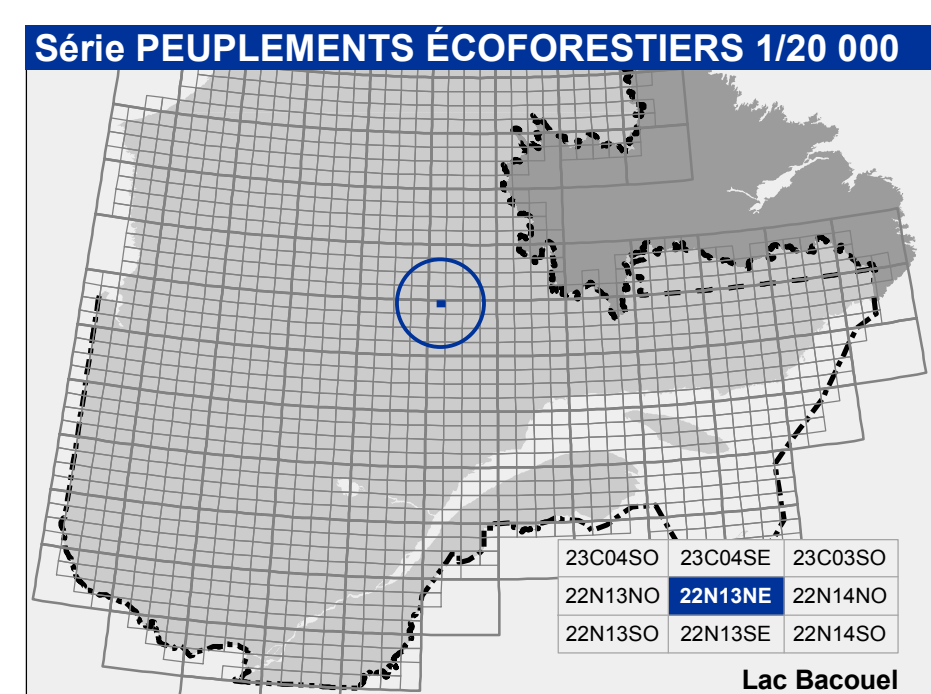 Série PEUPLEMENTS ÉCOFORESTIERS 1/20 000
23C04SO 23C04SE 23C03SO
22N13NO 22N13NE 22N14NO
22N13SO 22N13SE 22N14SO
Lac Bacouel